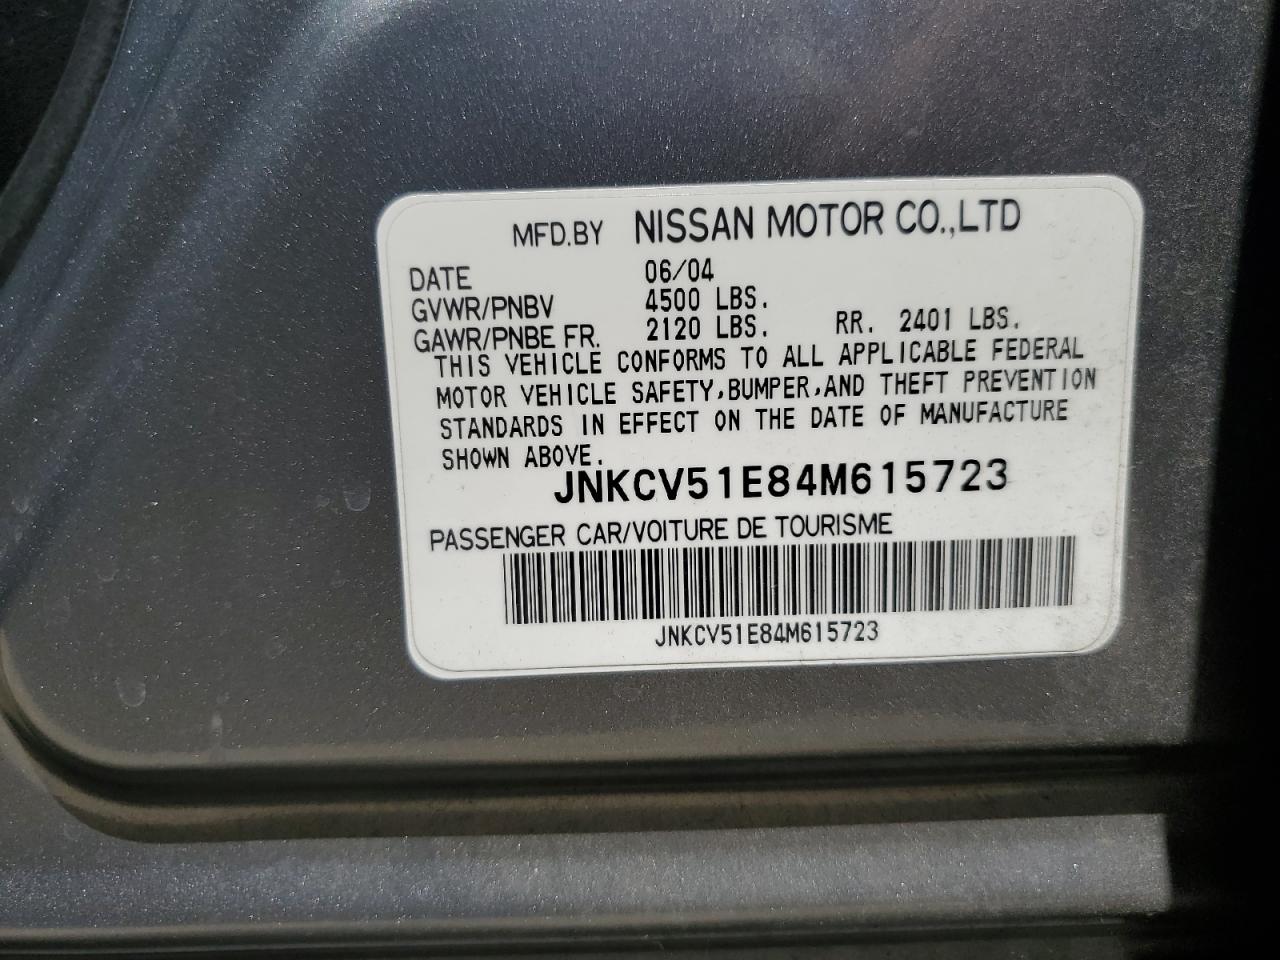 MFD.BY NISSAN MOTOR CO.,LTD
DATE 06/04
GVWR/PNBV 4500 LBS.
GAWR/PNBE FR. 2120 LBS. RR. 2401 LBS.
THIS VEHICLE CONFORMS TO ALL APPLICABLE FEDERAL
MOTOR VEHICLE SAFETY,BUMPER,AND THEFT PREVENTION
STANDARDS IN EFFECT ON THE DATE OF MANUFACTURE
SHOWN ABOVE.
JNKCV51E84M615723
PASSENGER CAR/VOITURE DE TOURISME
JNKCV51E84M615723